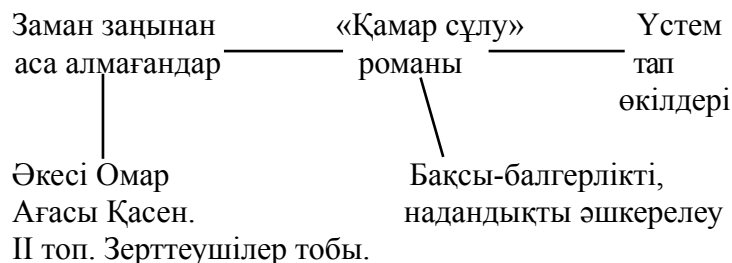 Заман заңынан «Қамар сұлу» Үстем
аса алмағандар романы тап
өкілдері
Әкесі Омар Бақсы-балгерлікті,
Ағасы Қасен. надандықты әшкерелеу
II топ. Зерттеушілер тобы.